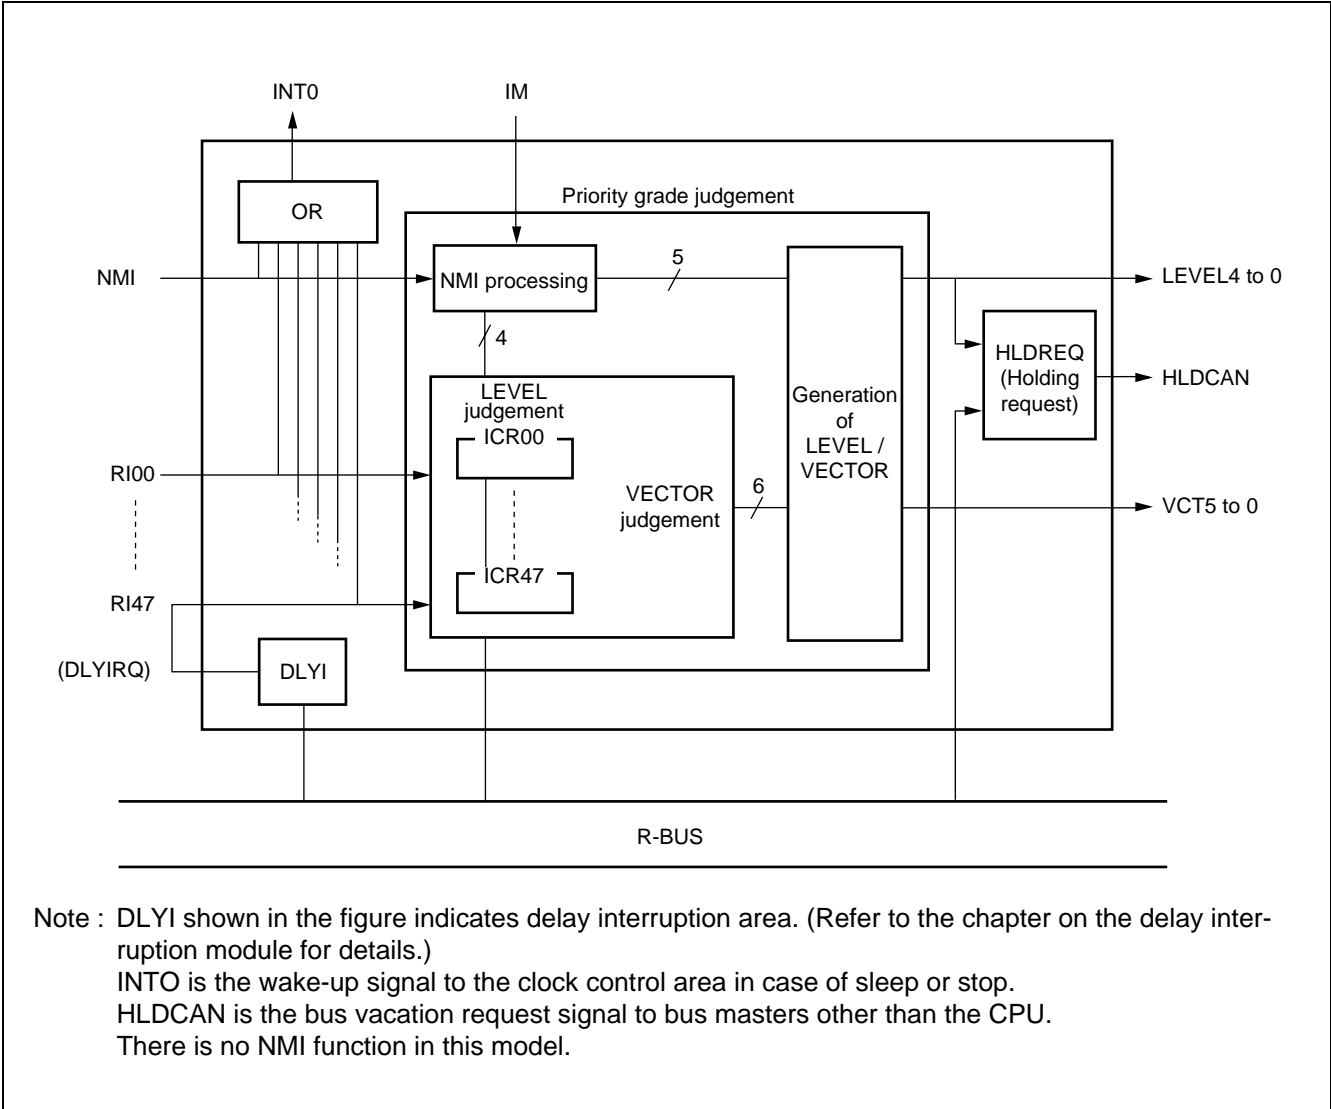 INT0
IM
OR
Priority grade judgement
NMI
NMI processing
5
LEVEL4 to 0
4
HLDREQ
(Holding
request)
HLDCAN
LEVEL
judgement
ICR00
Generation
of
LEVEL /
VECTOR
RI00
VECTOR
judgement
6
VCT5 to 0
ICR47
RI47
(DLYIRQ)
DLYI
R-BUS
Note : DLYI shown in the figure indicates delay interruption area. (Refer to the chapter on the delay inter-
ruption module for details.)
INTO is the wake-up signal to the clock control area in case of sleep or stop.
HLDCAN is the bus vacation request signal to bus masters other than the CPU.
There is no NMI function in this model.